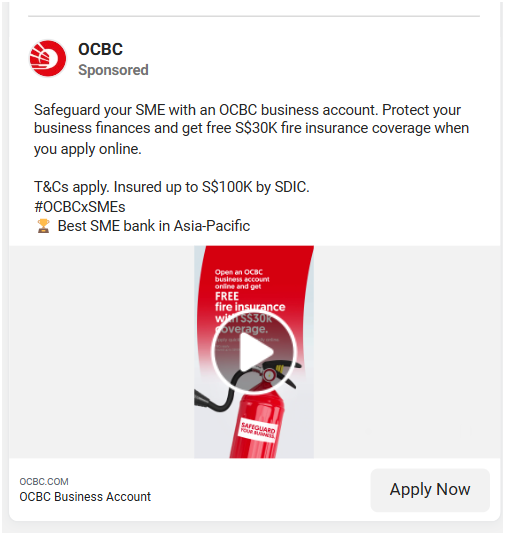 OCBC
Sponsored
Safeguard your SME with an OCBC business account. Protect your
business finances and get free S$30K fire insurance coverage when
you apply online.
T&Cs apply. Insured up to S$100K by SDIC.
#OCBCxSMEs
🏆 Best SME bank in Asia-Pacific
Open an OCBC
business account
online and get
FREE
fire insurance
with S$30k
coverage.
SAFEGUARD
YOUR BUSINESS.
OCBC.COM
OCBC Business Account
Apply Now